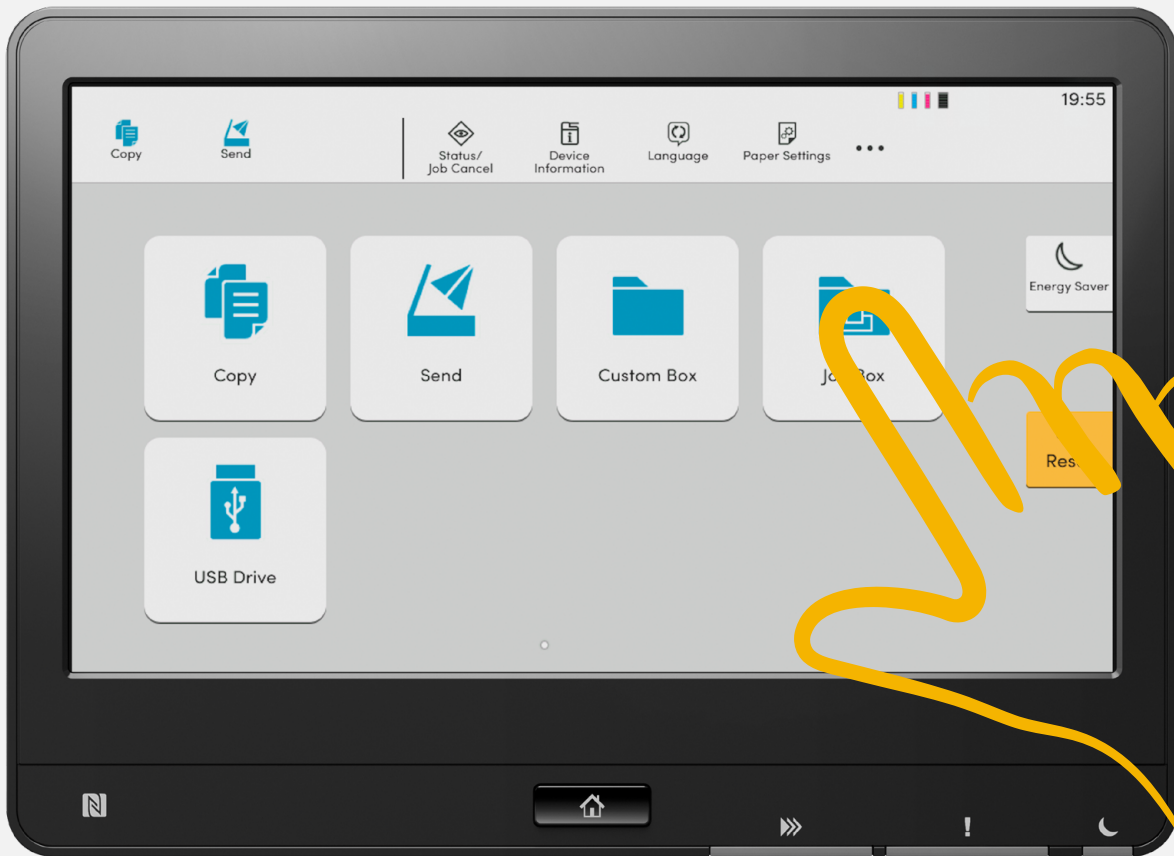 19:55
Copy
Send
Status/
Job Cancel
Device
Information
Language
Paper Settings
Energy Saver
Copy
Send
Custom Box
Box
USB Drive